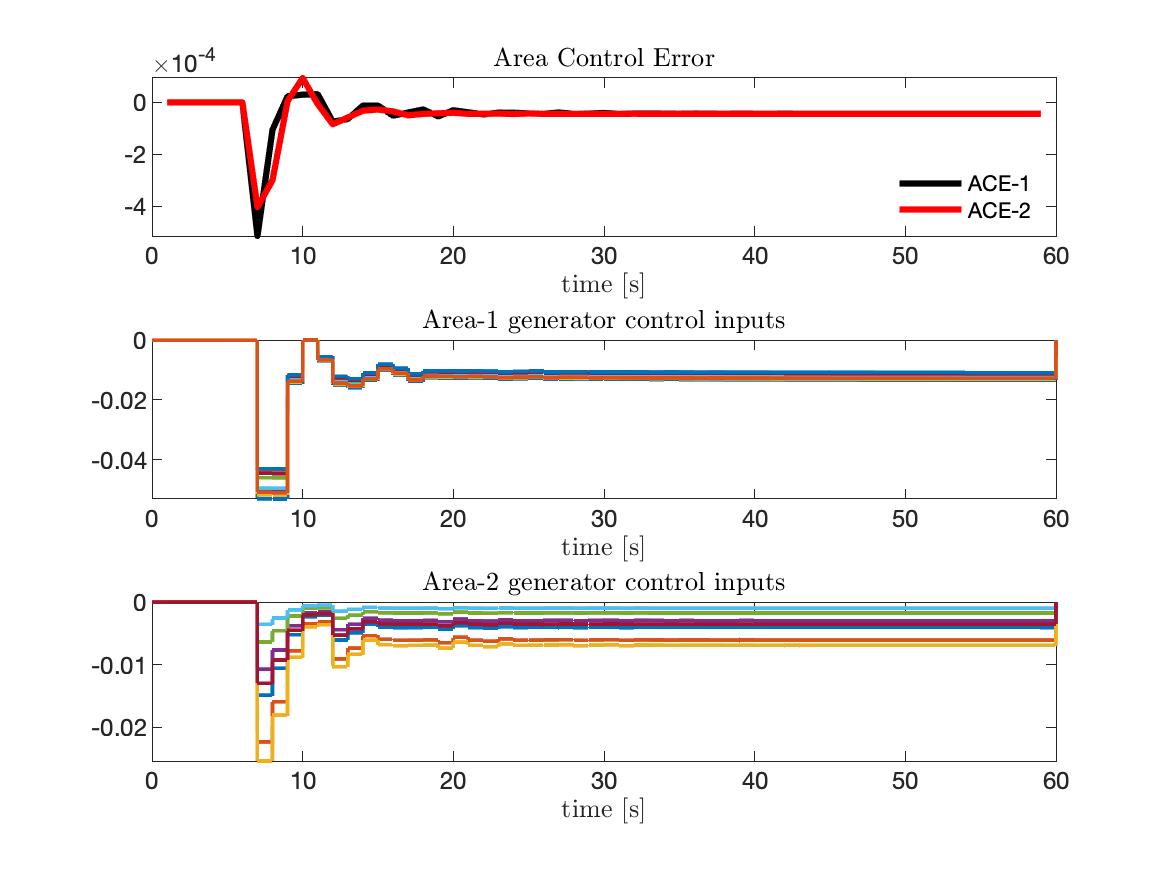 Area Control Error
×10-4
0
-2
-4
ACE-1
ACE-2
0 10 20 30 40 50 60
time [s]
Area-1 generator control inputs
0
-0.02
-0.04
0 10 20 30 40 50 60
time [s]
Area-2 generator control inputs
0
-0.01
-0.02
0 10 20 30 40 50 60
time [s]